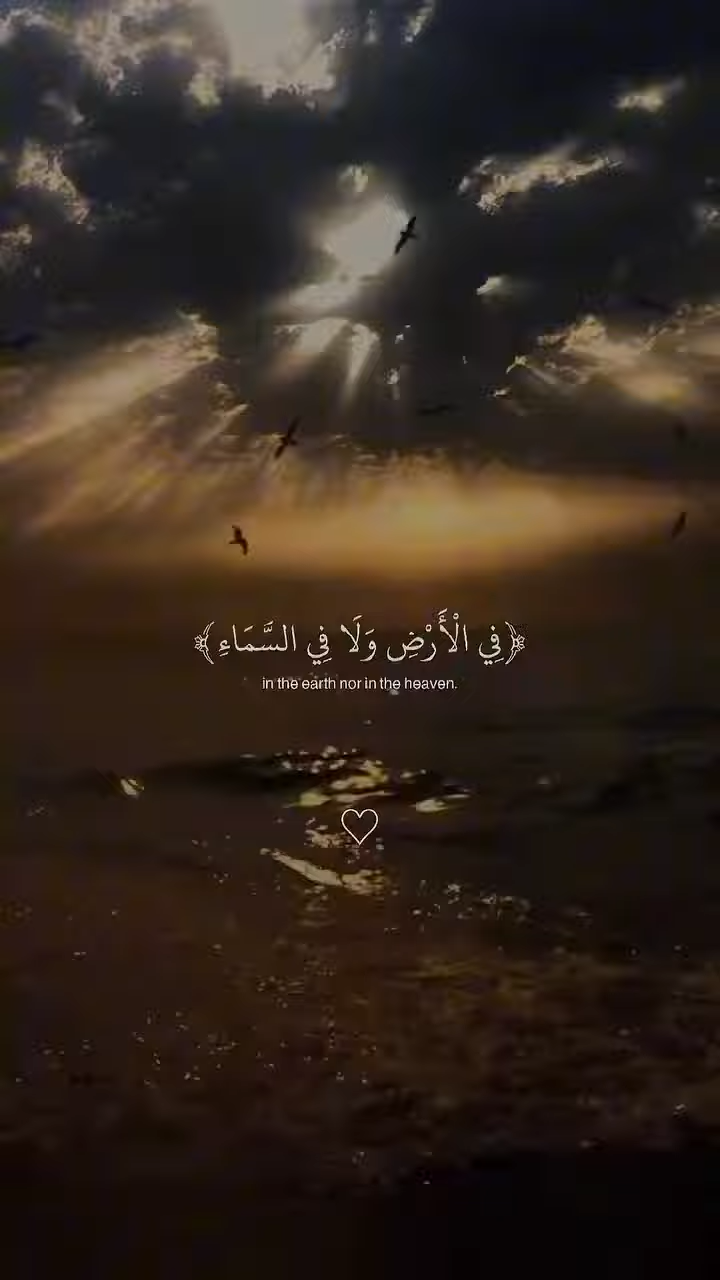 ﴿فِي الْأَرْضِ وَلَا فِي السَّمَاءِ﴾
in the earth nor in the heaven.